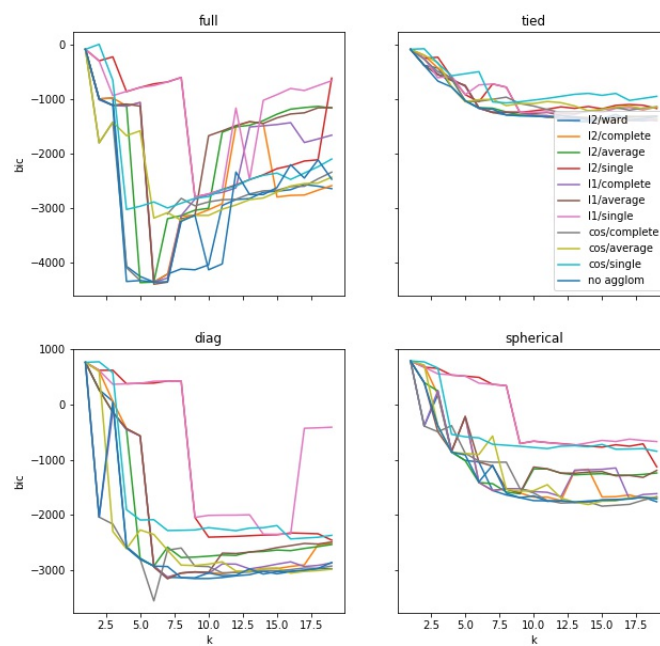 full
tied
0
−1000
−2000
−3000
−4000
bic
l2/ward
l2/complete
l2/average
l2/single
l1/complete
l1/average
l1/single
cos/complete
cos/average
cos/single
no agglom
diag
spherical
1000
0
−1000
−2000
−3000
bic
2.5 5.0 7.5 10.0 12.5 15.0 17.5
k
2.5 5.0 7.5 10.0 12.5 15.0 17.5
k